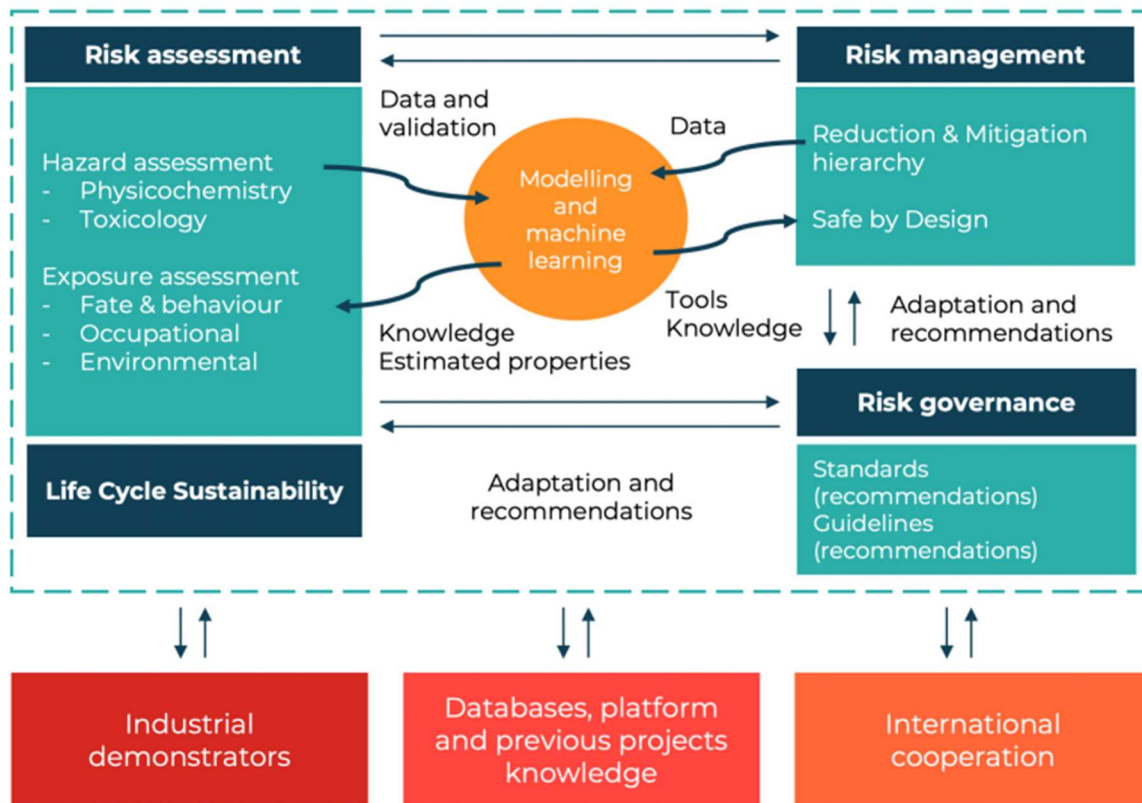 Risk assessment
Hazard assessment
- Physicochemistry
- Toxicology
Exposure assessment
- Fate & behaviour
- Occupational
- Environmental
Life Cycle Sustainability
Data and
validation
Modelling
and
machine
learning
Data
Knowledge
Estimated properties
Tools
Knowledge
Risk management
Reduction & Mitigation
hierarchy
Safe by Design
Adaptation and
recommendations
Risk governance
Standards
(recommendations)
Guidelines
(recommendations)
Adaptation and
recommendations
Industrial
demonstrators
Databases, platform
and previous projects
knowledge
International
cooperation